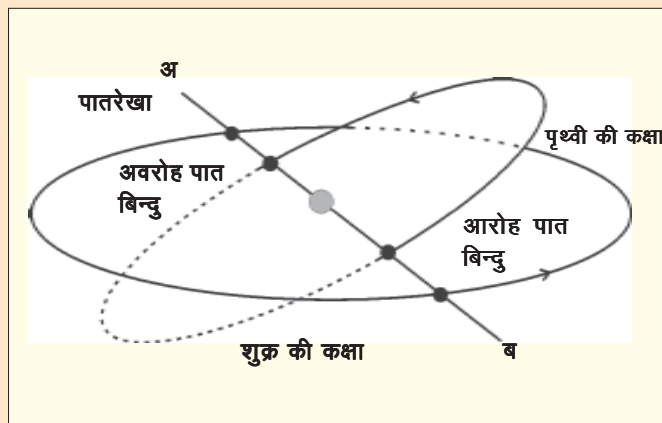 अ
पातरेखा
पृथ्वी की कक्षा
अवरोह पात
बिन्दु
आरोह पात
बिन्दु
शुक्र की कक्षा
ब